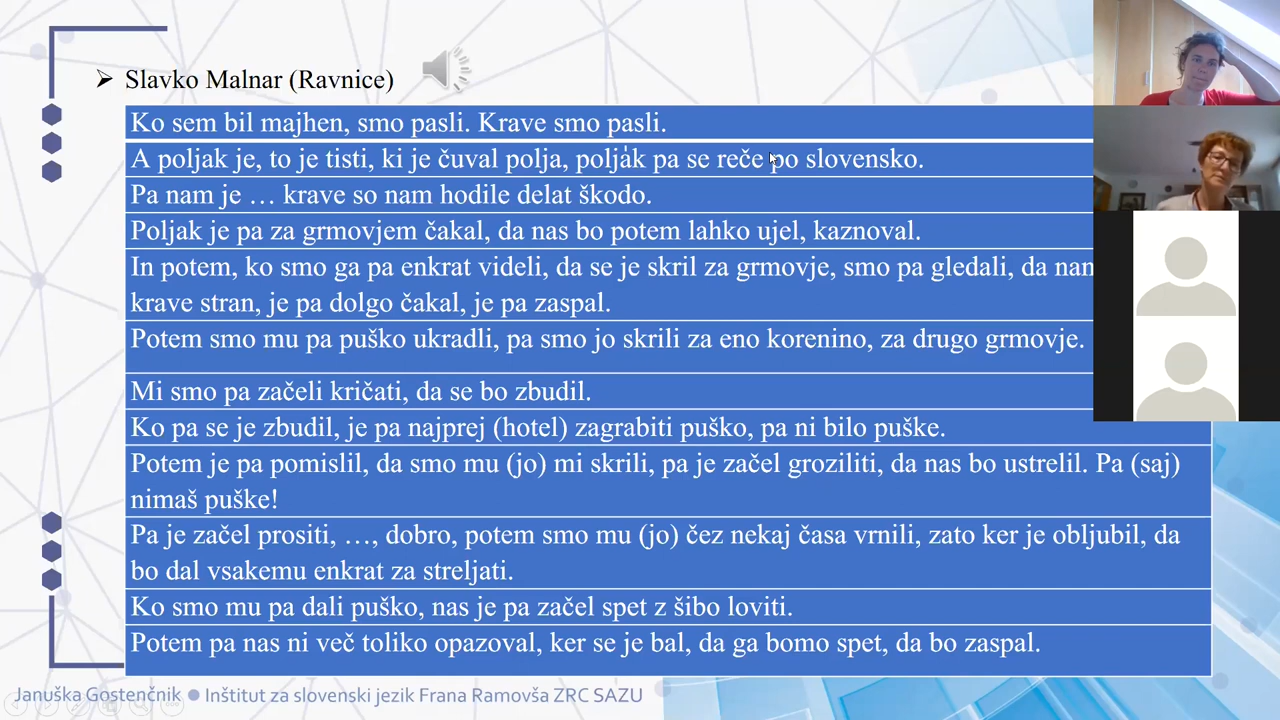 Slavko Malnar (Ravnice)
Ko sem bil majhen, smo pasli. Krave smo pasli.
A poljak je, to je tisti, ki je čuval polja, polja̍k pa se reče po slovensko.
Pa nam je … krave so nam hodile delat škodo.
Poljak je pa za grmovjem čakal, da nas bo potem lahko ujel, kaznoval.
In potem, ko smo ga pa enkrat videli, da se je skril za grmovje, smo pa gledali, da
krave stran, je pa dolgo čakal, je pa zaspal.
Potem smo mu pa puško ukradli, pa smo jo skrili za eno korenino, za drugo grmovje.
Mi smo pa začeli kričati, da se bo zbudil.
Ko pa se je zbudil, je pa najprej (hotel) zagrabiti puško, pa ni bilo puške.
Potem je pa pomislil, da smo mu (jo) mi skrili, pa je začel groziliti, da nas bo ustrelil. Pa (saj)
nimaš puške!
Pa je začel prositi, …, dobro, potem smo mu (jo) čez nekaj časa vrnili, zato ker je obljubil, da
bo dal vsakemu enkrat za streljati.
Ko smo mu pa dali puško, nas je pa začel spet z šibo loviti.
Potem pa nas ni več toliko opazoval, ker se je bal, da ga bomo spet, da bo zaspal.
Januška Gostenčnik ● Inštitut za slovenski jezik Frana Ramovša ZRC SAZU